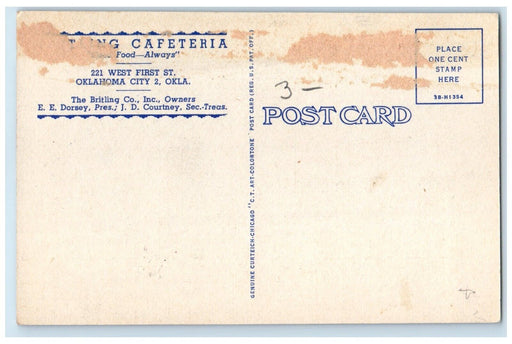 CAFETERIA
Food—Always"
221 WEST FIRST ST.
OKLAHOMA CITY 2, OKLA.
The Britling Co., Inc., Owners
E. E. Dorsey, Pres.; J. D. Courtney, Sec-Treas.
GENUINE CURTEICH-CHICAGO "C. T. ART-COLORTONE" POST CARD (REG. U.S. PAT. OFF.)
3-
POST CARD
PLACE
ONE CENT
STAMP
HERE
3B-H1354